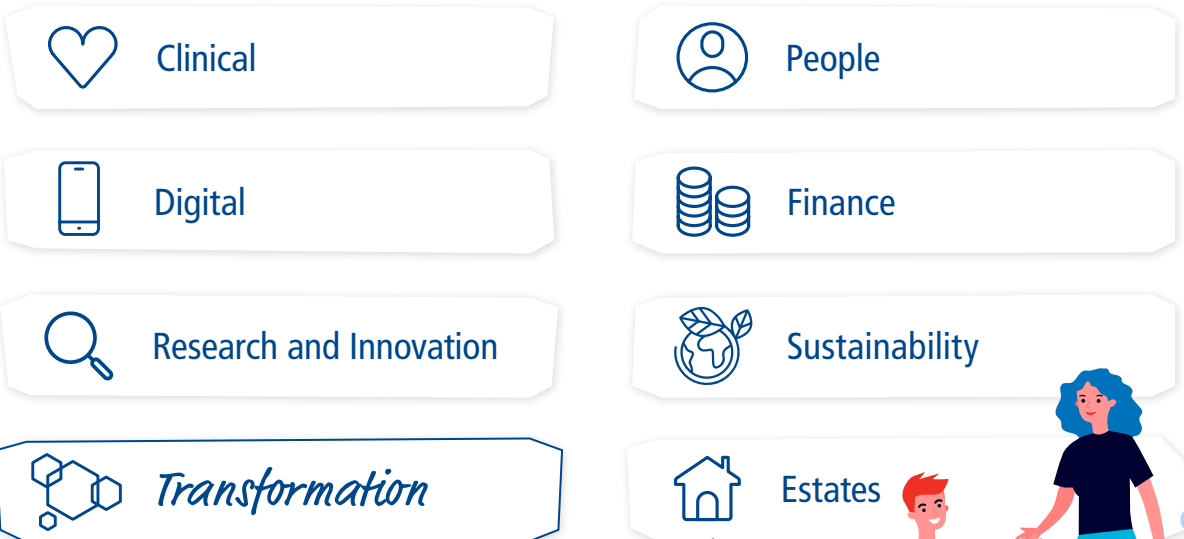 Clinical
People
Digital
Finance
Research and Innovation
Sustainability
Transformation
Estates